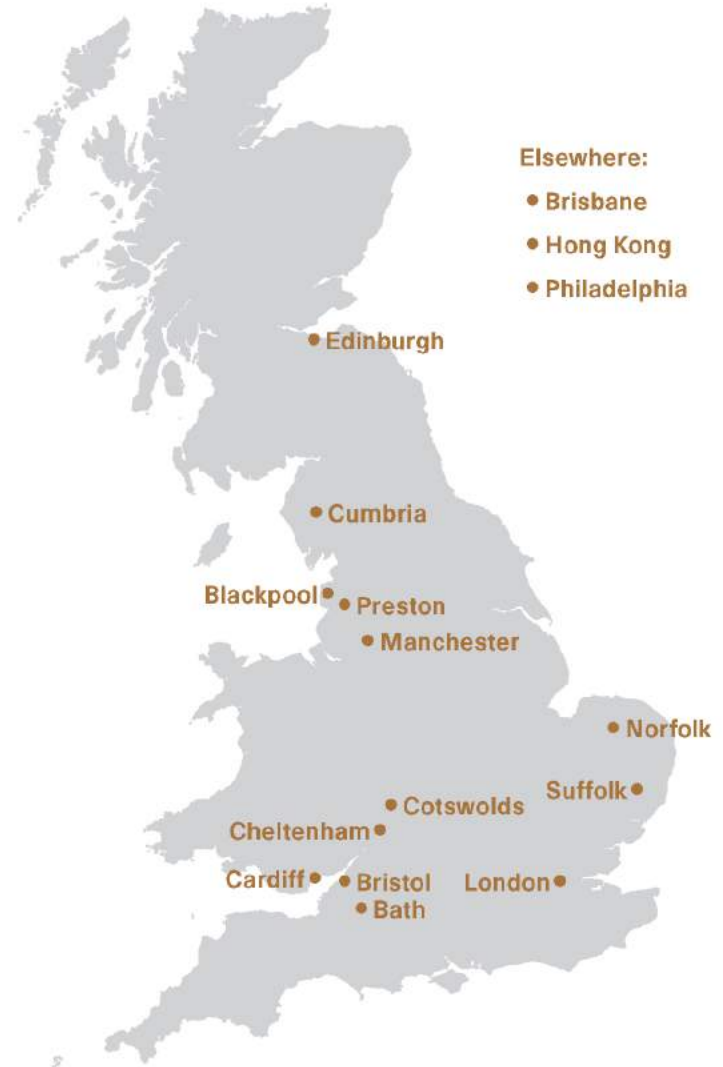 Elsewhere:
Brisbane
Hong Kong
Philadelphia
Edinburgh
Cumbria
Blackpool
Preston
Manchester
Norfolk
Suffolk
Cotswolds
Cheltenham
Cardiff
Bristol
London
Bath